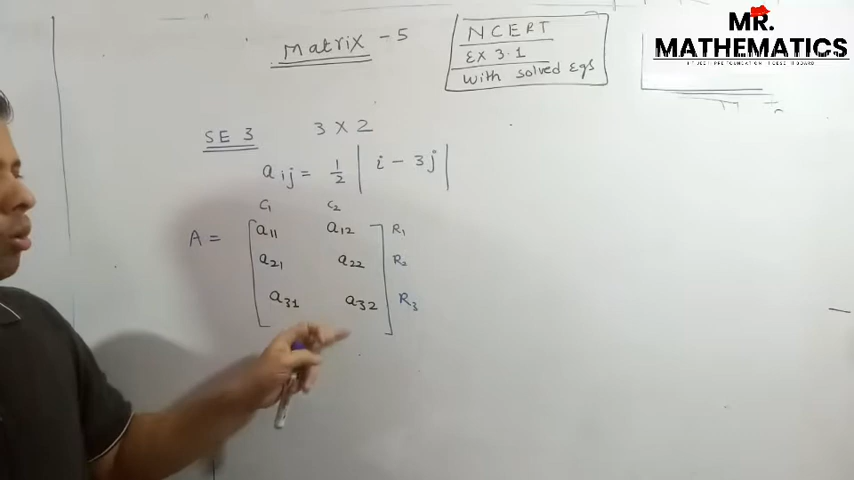 MR.
MATHEMATICS
Matrix - 5
NCERT
Ex 3.1
With solved Egs
SE 3 3 X 2
aij = 1/2 | i - 3j |
C1 C2
A = [ a11 a12 ] R1
a21 a22 R2
a31 a32 R3